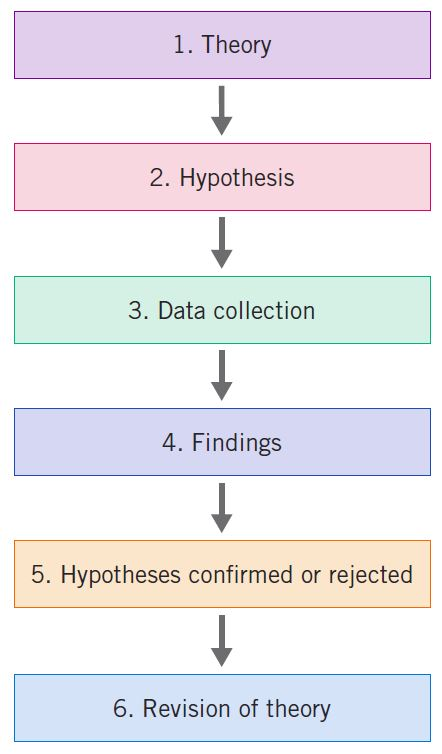 1. Theory
2. Hypothesis
3. Data collection
4. Findings
5. Hypotheses confirmed or rejected
6. Revision of theory